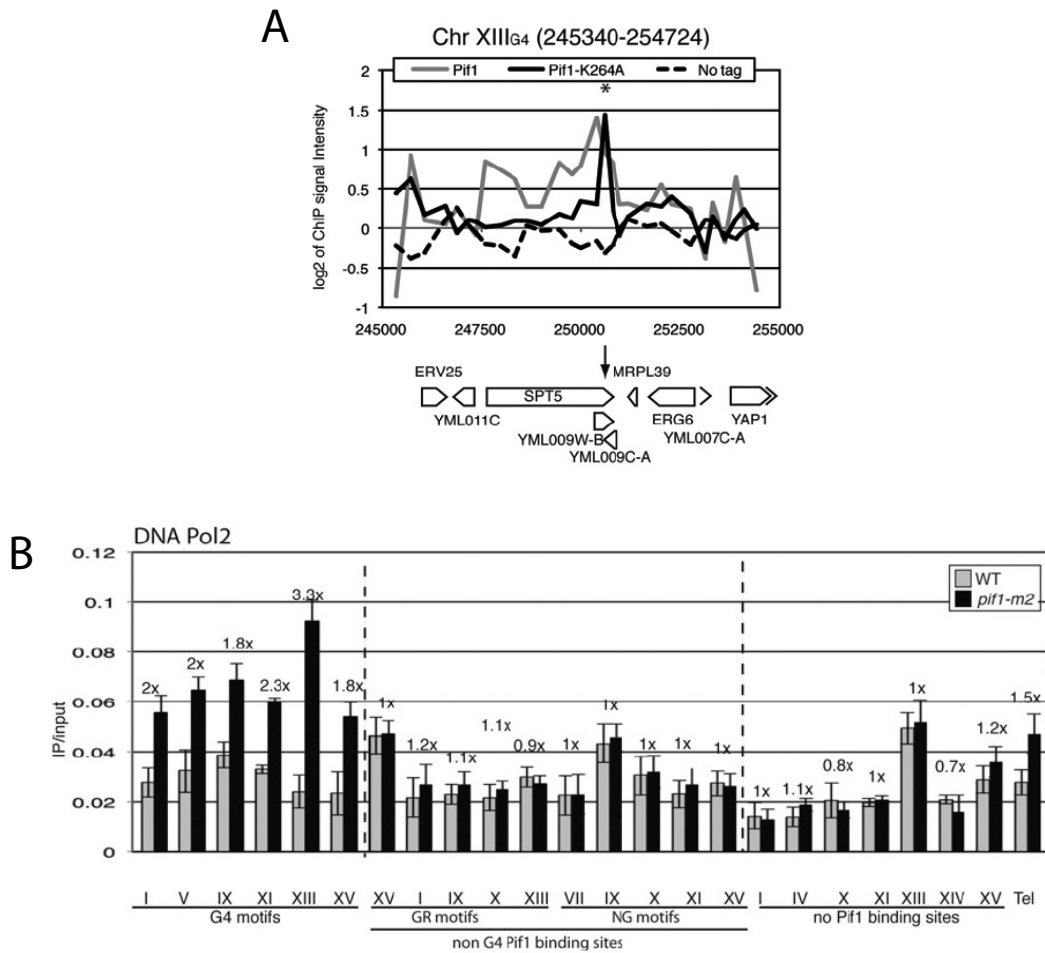 A
Chr XIIIG4 (245340-254724)
Pif1 Pif1-K264A No tag
*
log2 of ChIP signal Intensity
2
1.5
1
0.5
0
-0.5
-1
245000 247500 250000 252500 255000
ERV25 MRPL39
SPT5
YML011C ERG6 YAP1
YML009W-B YML007C-A
YML009C-A
B
DNA Pol2
IP/input
0.12
0.1
0.08
0.06
0.04
0.02
0
WT
pif1-m2
2x 2x 1.8x 2.3x 3.3x 1.8x 1x 1.2x 1.1x 1.1x 0.9x 1x 1x 1x 1x 1x 1x 1.1x 0.8x 1x 1x 0.7x 1.2x 1.5x
I V IX XI XIII XV XV I IX X XIII VII IX X XI XV I IV X XI XIII XIV XV Tel
G4 motifs GR motifs NG motifs no Pif1 binding sites
non G4 Pif1 binding sites